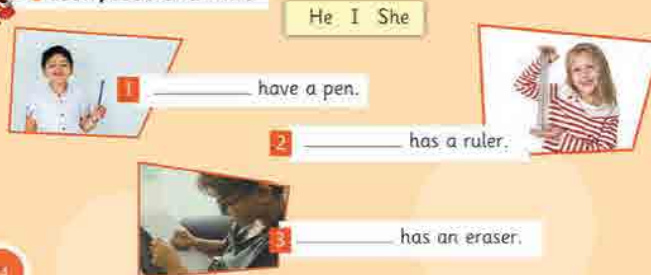 He I She
1 ________ have a pen.
2 ________ has a ruler.
3 ________ has an eraser.